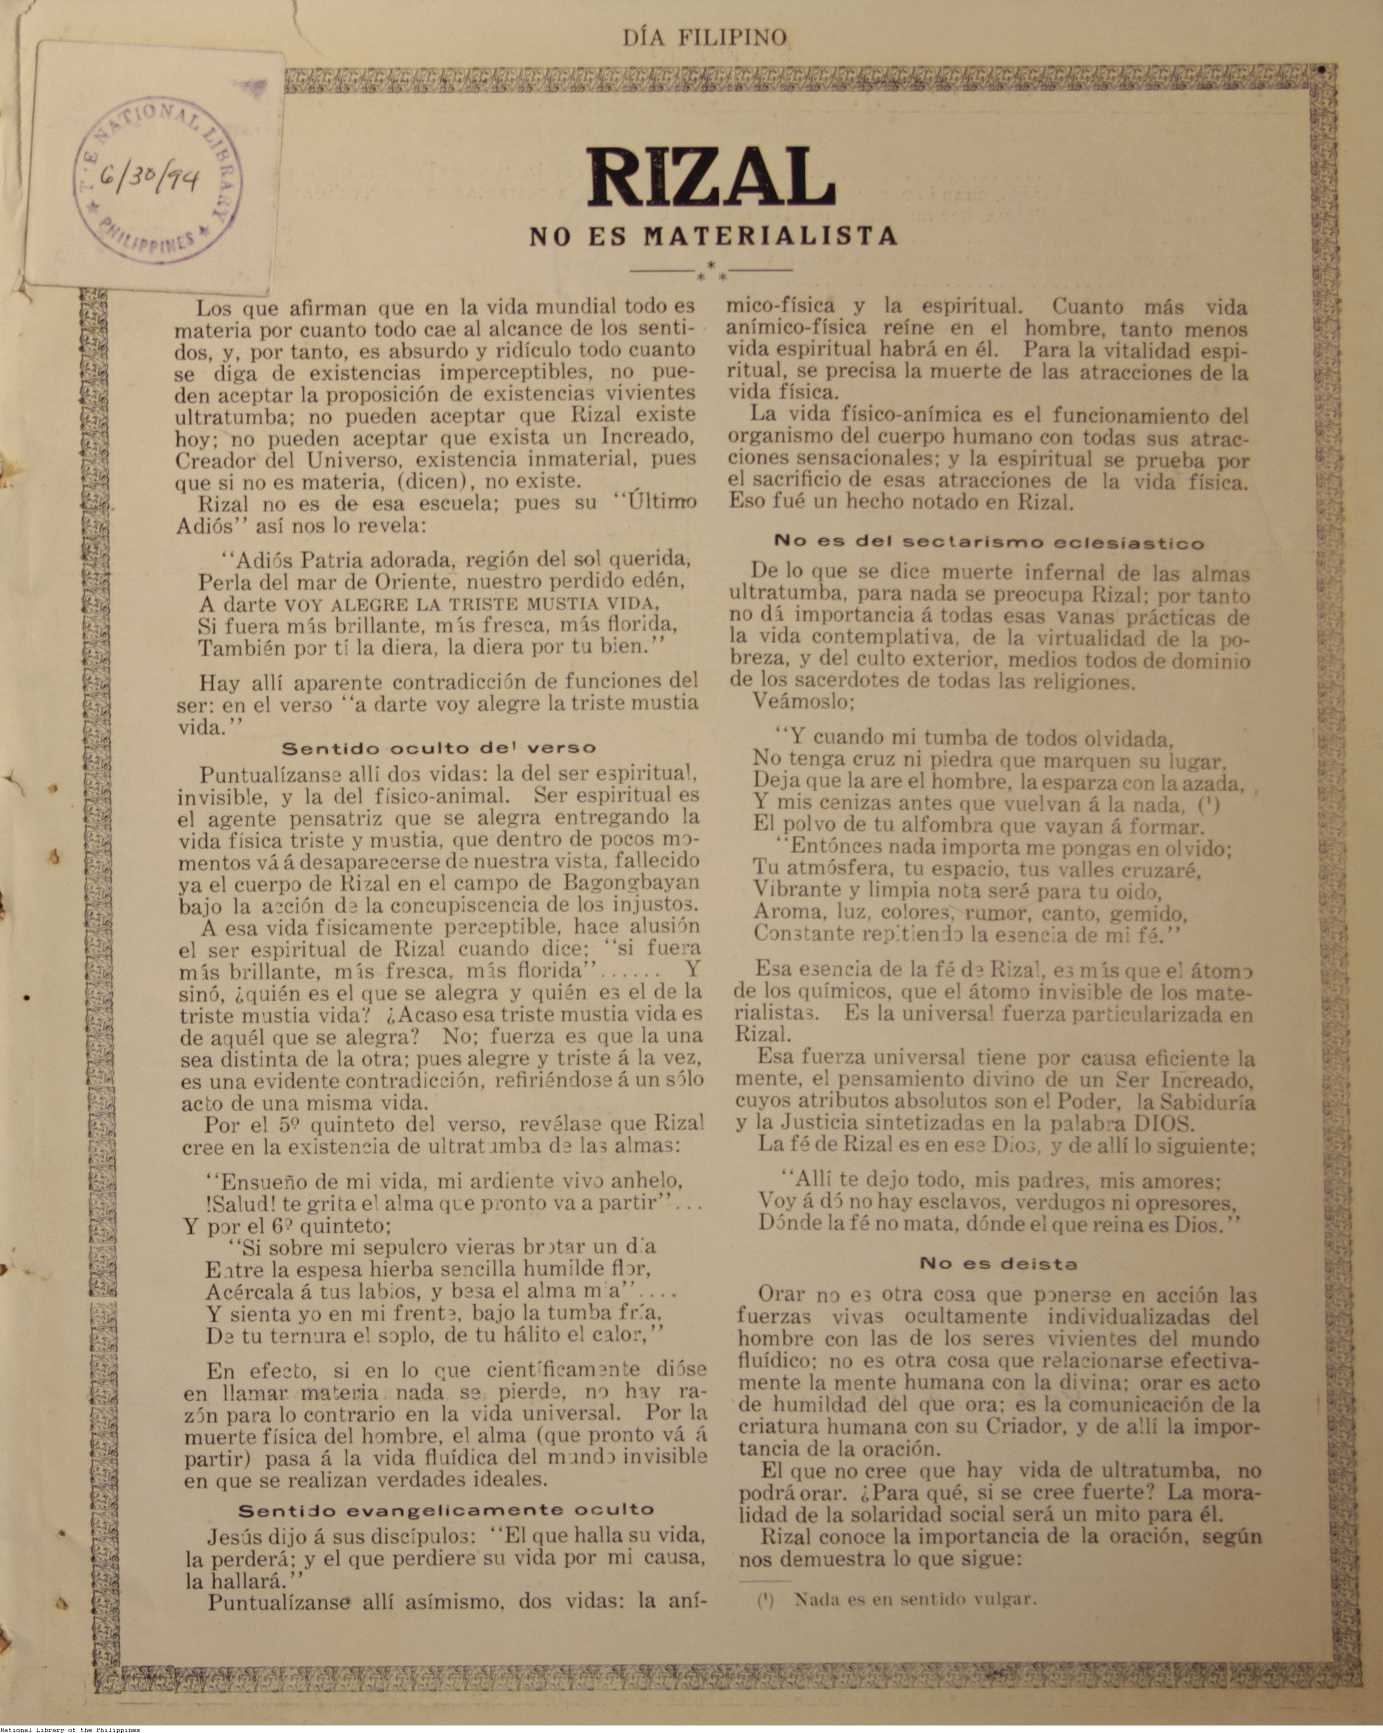 DÍA FILIPINO
THE NATIONAL LIBRARY
6/30/94
PHILIPPINES
RIZAL
NO ES MATERIALISTA
Los que afirman que en la vida mundial todo es
materia por cuanto todo cae al alcance de los senti-
dos, y, por tanto, es absurdo y ridículo todo cuanto
se diga de existencias imperceptibles, no pue-
den aceptar la proposición de existencias vivientes
ultratumba; no pueden aceptar que Rizal existe
hoy; no pueden aceptar que exista un Increado,
Creador del Universo, existencia inmaterial, pues
que si no es materia, (dicen), no existe.
Rizal no es de esa escuela; pues su "Último
Adiós" así nos lo revela:
"Adiós Patria adorada, región del sol querida,
Perla del mar de Oriente, nuestro perdido edén,
A darte VOY ALEGRE LA TRISTE MUSTIA VIDA,
Si fuera más brillante, más fresca, más florida,
También por tí la diera, la diera por tu bien."
Hay allí aparente contradicción de funciones del
ser: en el verso "a darte voy alegre la triste mustia
vida."
Sentido oculto del verso
Puntualízanse allí dos vidas: la del ser espiritual,
invisible, y la del físico-animal. Ser espiritual es
el agente pensatriz que se alegra entregando la
vida física triste y mustia, que dentro de pocos mo-
mentos vá á desaparecerse de nuestra vista, fallecido
ya el cuerpo de Rizal en el campo de Bagongbayan
bajo la acción de la concupiscencia de los injustos.
A esa vida físicamente perceptible, hace alusión
el ser espiritual de Rizal cuando dice: "si fuera
más brillante, más fresca, más florida"...... Y
sinó, ¿quién es el que se alegra y quién es el de la
triste mustia vida? ¿Acaso esa triste mustia vida es
de aquél que se alegra? No; fuerza es que la una
sea distinta de la otra; pues alegre y triste á la vez,
es una evidente contradicción, refiriéndose á un sólo
acto de una misma vida.
Por el 5º quinteto del verso, revélase que Rizal
cree en la existencia de ultratumba de las almas:
"Ensueño de mi vida, mi ardiente vivo anhelo,
!Salud! te grita el alma que pronto va a partir"...
Y por el 6º quinteto;
"Si sobre mi sepulcro vieras brotar un día
Entre la espesa hierba sencilla humilde flor,
Acércala á tus labios, y besa el alma mía"....
Y sienta yo en mi frente, bajo la tumba fría,
De tu ternura el soplo, de tu hálito el calor,"
En efecto, si en lo que científicamente dióse
en llamar materia nada se pierde, no hay ra-
zón para lo contrario en la vida universal. Por la
muerte física del hombre, el alma (que pronto vá á
partir) pasa á la vida fluídica del mundo invisible
en que se realizan verdades ideales.
Sentido evangelicamente oculto
Jesús dijo á sus discípulos: "El que halla su vida,
la perderá; y el que perdiere su vida por mi causa,
la hallará."
Puntualízanse allí asímismo, dos vidas: la aní-
mico-física y la espiritual. Cuanto más vida
anímico-física reíne en el hombre, tanto menos
vida espiritual habrá en él. Para la vitalidad espi-
ritual, se precisa la muerte de las atracciones de la
vida física.
La vida físico-anímica es el funcionamiento del
organismo del cuerpo humano con todas sus atrac-
ciones sensacionales; y la espiritual se prueba por
el sacrificio de esas atracciones de la vida física.
Eso fué un hecho notado en Rizal.
No es del sectarismo eclesiastico
De lo que se dice muerte infernal de las almas
ultratumba, para nada se preocupa Rizal; por tanto
no dá importancia á todas esas vanas prácticas de
la vida contemplativa, de la virtualidad de la po-
breza, y del culto exterior, medios todos de dominio
de los sacerdotes de todas las religiones.
Veámoslo;
"Y cuando mi tumba de todos olvidada,
No tenga cruz ni piedra que marquen su lugar,
Deja que la are el hombre, la esparza con la azada,
Y mis cenizas antes que vuelvan á la nada, (¹)
El polvo de tu alfombra que vayan á formar.
"Entónces nada importa me pongas en olvido;
Tu atmósfera, tu espacio, tus valles cruzaré,
Vibrante y limpia nota seré para tu oido,
Aroma, luz, colores, rumor, canto, gemido,
Constante repitiendo la esencia de mi fé."
Esa esencia de la fé de Rizal, es más que el átomo
de los químicos, que el átomo invisible de los mate-
rialistas. Es la universal fuerza particularizada en
Rizal.
Esa fuerza universal tiene por causa eficiente la
mente, el pensamiento divino de un Ser Increado,
cuyos atributos absolutos son el Poder, la Sabiduría
y la Justicia sintetizadas en la palabra DIOS.
La fé de Rizal es en ese Dios, y de allí lo siguiente;
"Allí te dejo todo, mis padres, mis amores;
Voy á dó no hay esclavos, verdugos ni opresores,
Dónde la fé no mata, dónde el que reina es Dios."
No es deista
Orar no es otra cosa que ponerse en acción las
fuerzas vivas ocultamente individualizadas del
hombre con las de los seres vivientes del mundo
fluídico; no es otra cosa que relacionarse efectiva-
mente la mente humana con la divina; orar es acto
de humildad del que ora; es la comunicación de la
criatura humana con su Criador, y de allí la impor-
tancia de la oración.
El que no cree que hay vida de ultratumba, no
podrá orar. ¿Para qué, si se cree fuerte? La mora-
lidad de la solaridad social será un mito para él.
Rizal conoce la importancia de la oración, según
nos demuestra lo que sigue:
(¹) Nada es en sentido vulgar.
National Library of the Philippines